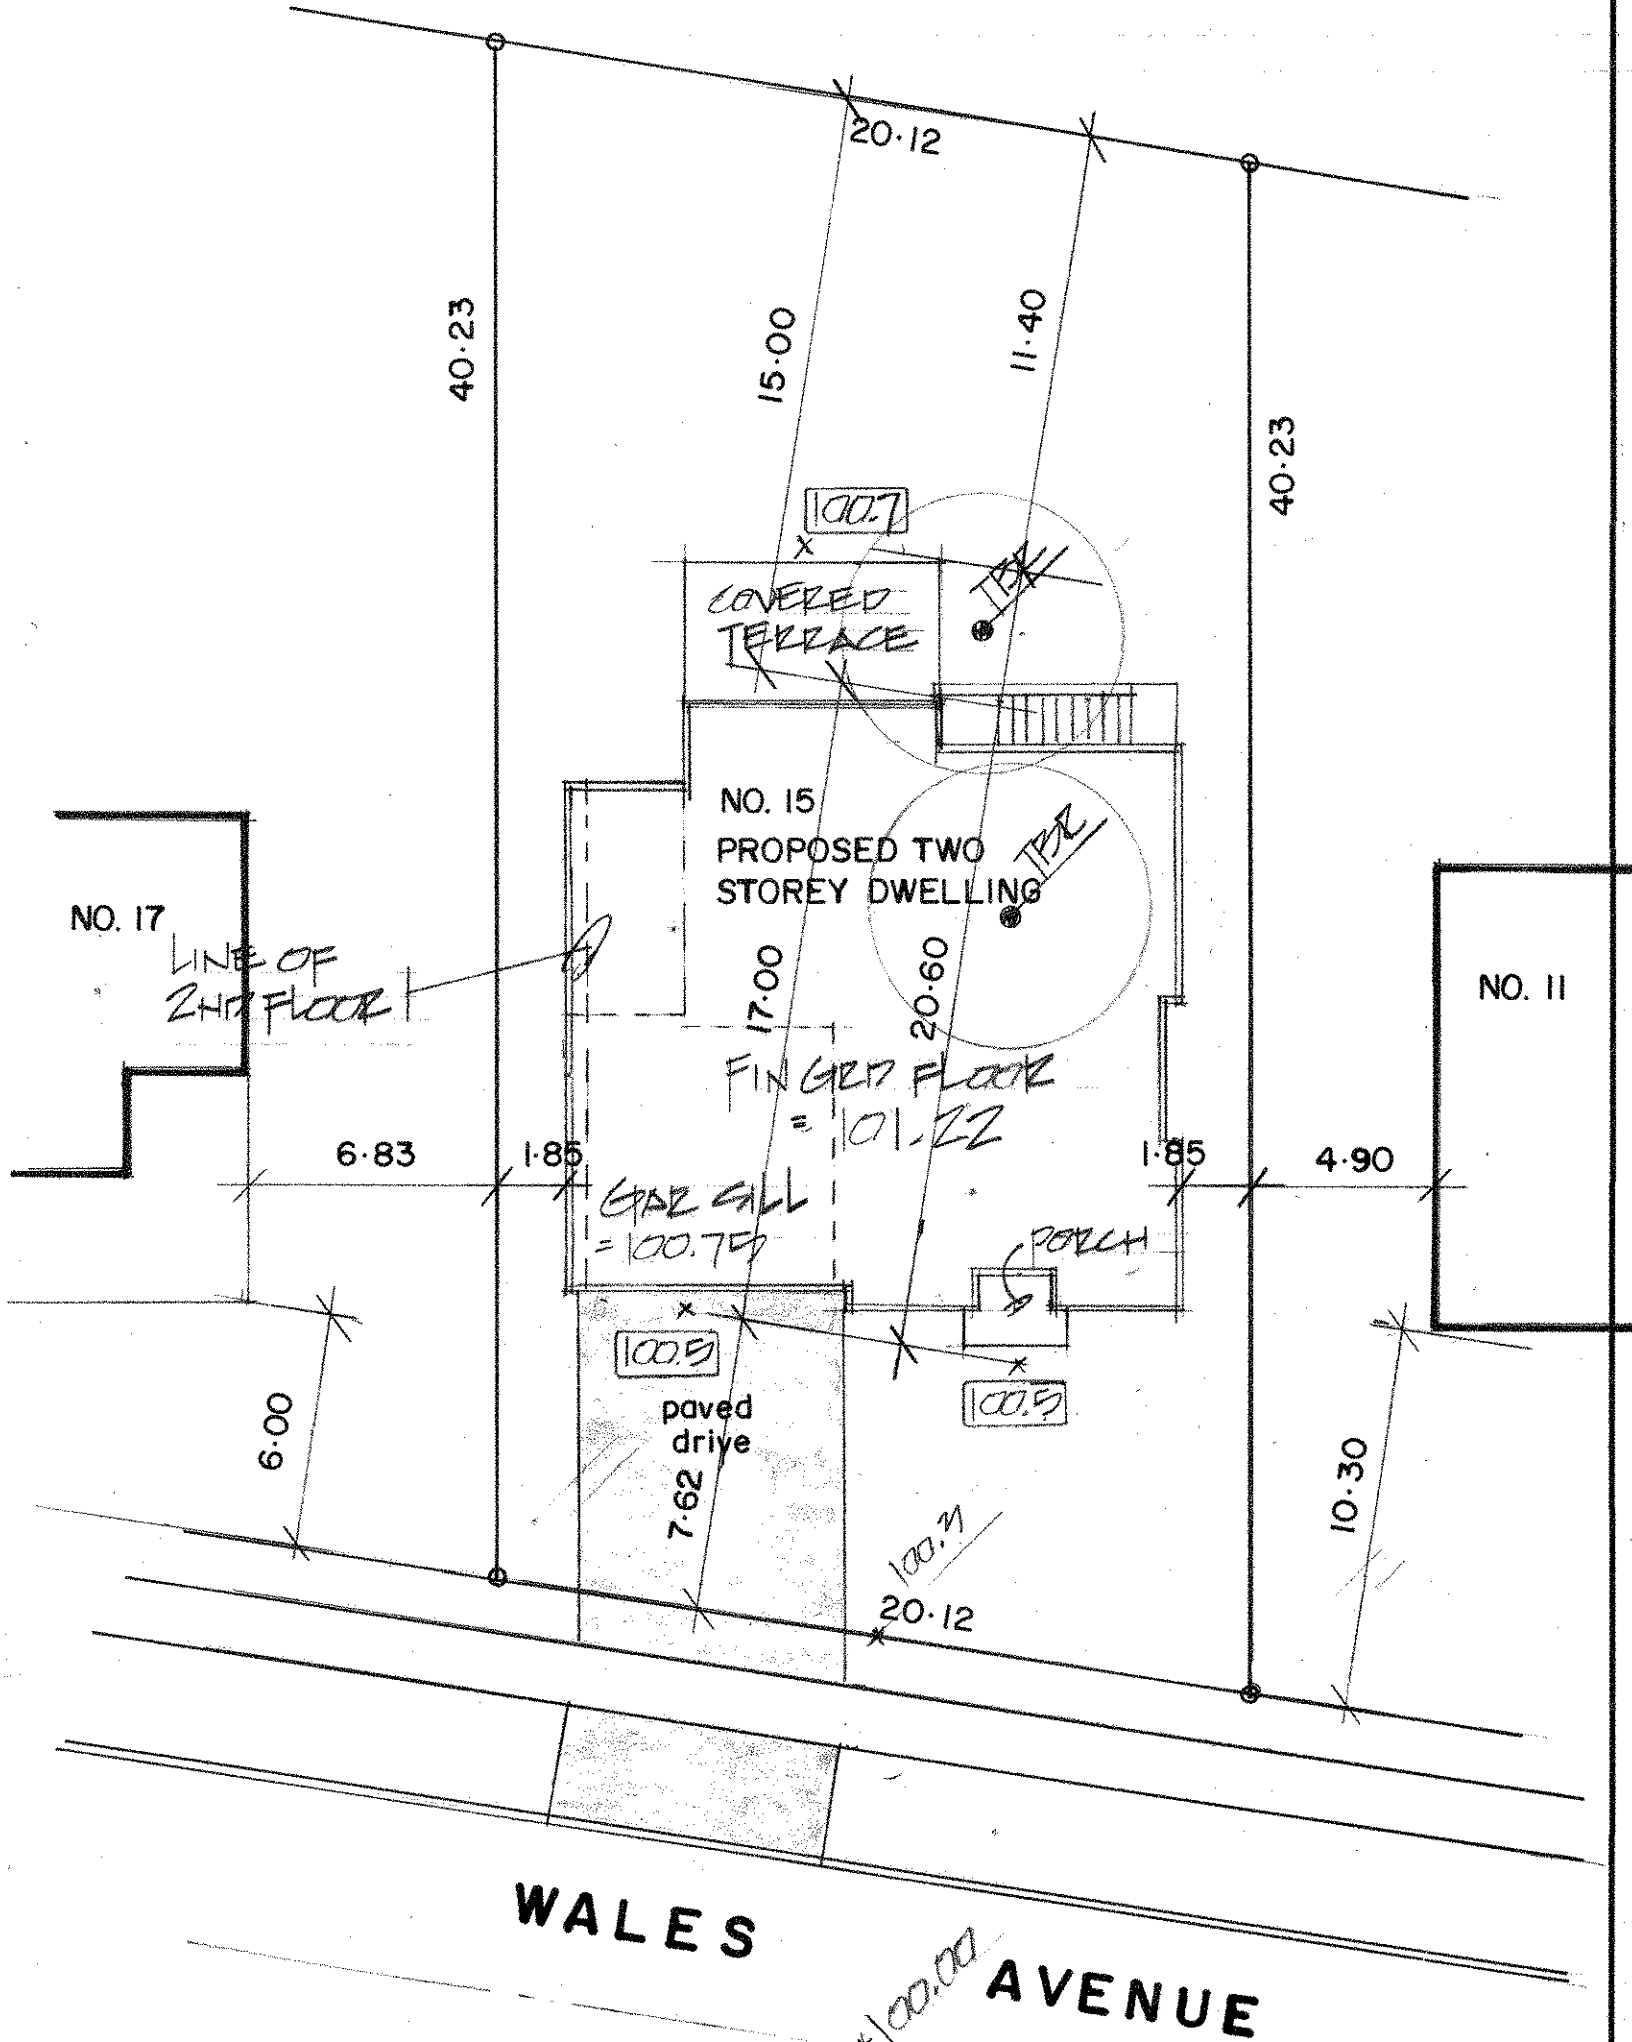 20·12
40·23
15·00
11·40
40·23
100.7
TBR
COVERED
TERRACE
NO. 15
PROPOSED TWO
STOREY DWELLING
TBR
NO. 17
LINE OF
2ND FLOOR
17·00
20·60
NO. 11
FIN GRD FLOOR
= 101.22
6·83
1·85
1·85
4·90
GAR SILL
= 100.75
PORCH
100.5
100.5
paved
drive
6·00
7·62
10·30
20·12
WALES AVENUE
100.00